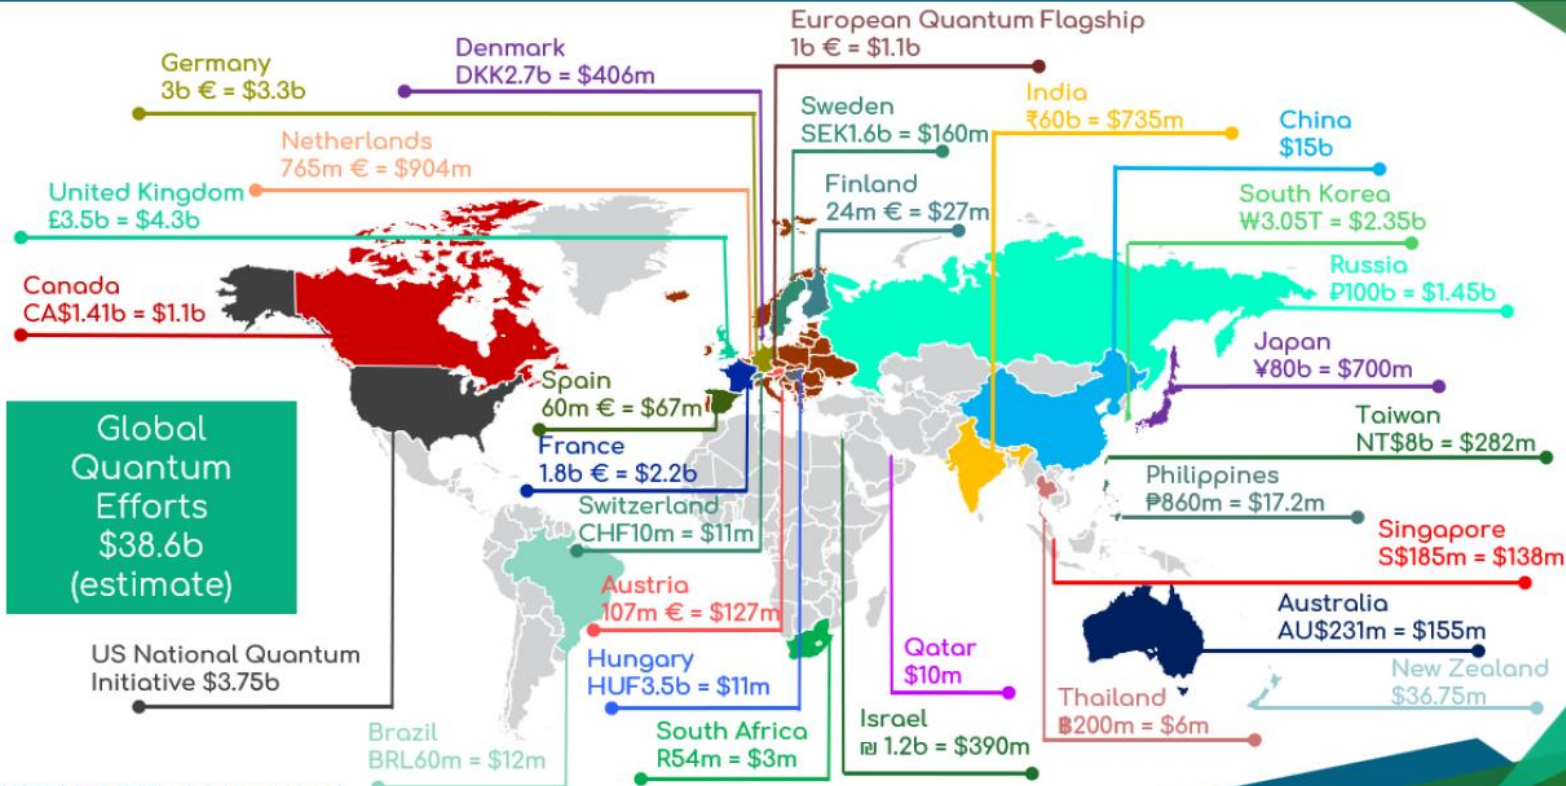 European Quantum Flagship
1b € = $1.1b
Denmark
DKK2.7b = $406m
Germany
3b € = $3.3b
Sweden
SEK1.6b = $160m
India
₹60b = $735m
China
$15b
Netherlands
765m € = $904m
Finland
24m € = $27m
United Kingdom
£3.5b = $4.3b
South Korea
₩3.05T = $2.35b
Russia
₽100b = $1.45b
Canada
CA$1.41b = $1.1b
Japan
¥80b = $700m
Spain
60m € = $67m
Taiwan
NT$8b = $282m
Global
Quantum
Efforts
$38.6b
(estimate)
France
1.8b € = $2.2b
Philippines
₱860m = $17.2m
Switzerland
CHF10m = $11m
Singapore
S$185m = $138m
Austria
107m € = $127m
Australia
AU$231m = $155m
US National Quantum
Initiative $3.75b
Hungary
HUF3.5b = $11m
Qatar
$10m
New Zealand
$36.75m
Thailand
฿200m = $6m
Israel
₪ 1.2b = $390m
Brazil
BRL60m = $12m
South Africa
R54m = $3m